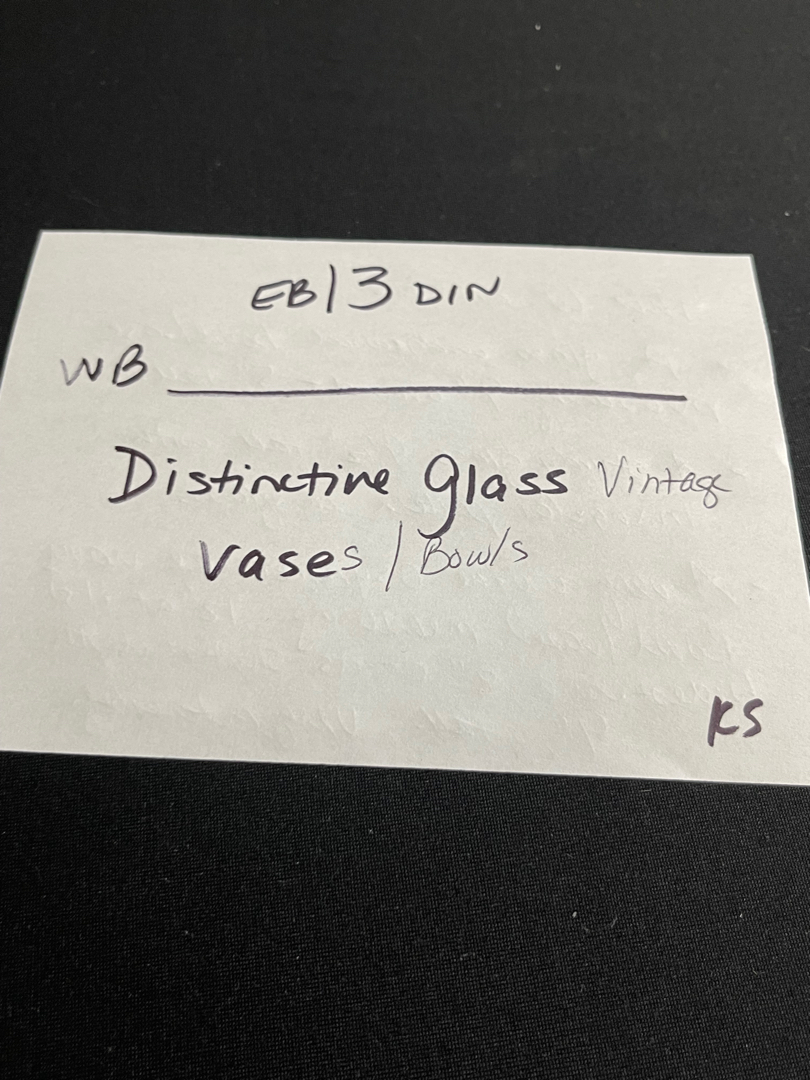 EB13 DIN
WB
Distinctive Glass Vintage
Vases / Bowls
KS